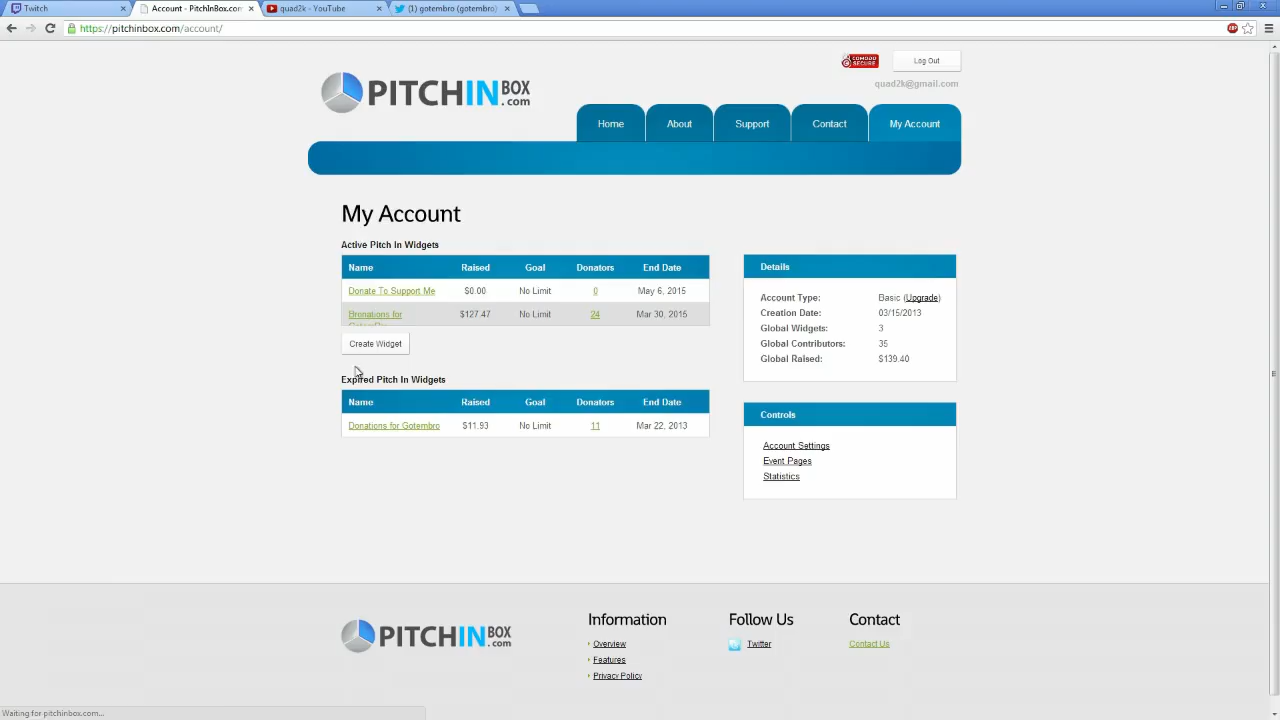 Twitch
Account - PitchInBox.com
quad2k - YouTube
(1) gotembro (gotembro)
https://pitchinbox.com/account/
COMODO SECURE
Log Out
quad2k@gmail.com
PITCHINBOX.com
Home
About
Support
Contact
My Account
My Account
Active Pitch In Widgets
Name Raised Goal Donators End Date
Donate To Support Me $0.00 No Limit 0 May 6, 2015
Bronations for $127.47 No Limit 24 Mar 30, 2015
Create Widget
Expired Pitch In Widgets
Name Raised Goal Donators End Date
Donations for Gotembro $11.93 No Limit 11 Mar 22, 2013
Details
Account Type: Basic (Upgrade)
Creation Date: 03/15/2013
Global Widgets: 3
Global Contributors: 35
Global Raised: $139.40
Controls
Account Settings
Event Pages
Statistics
PITCHINBOX.com
Information
Overview
Features
Privacy Policy
Follow Us
Twitter
Contact
Contact Us
Waiting for pitchinbox.com...